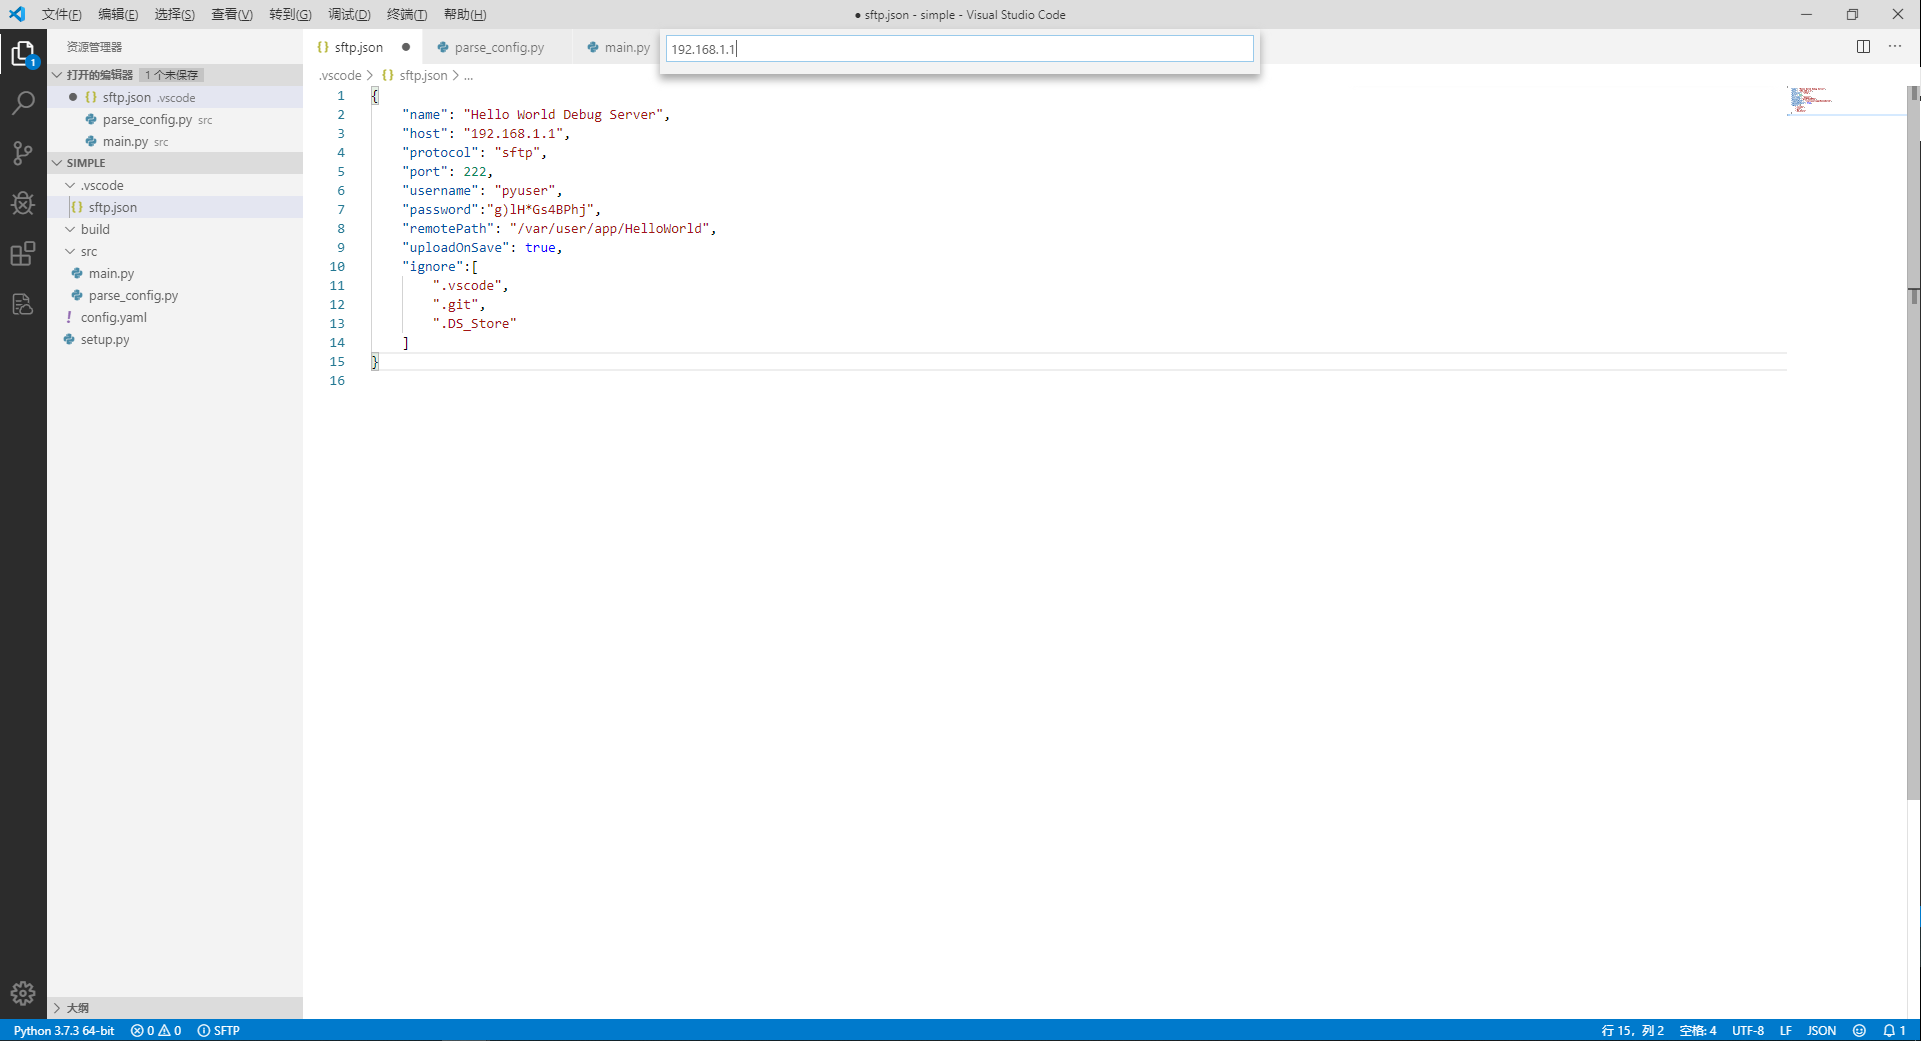 文件(F) 编辑(E) 选择(S) 查看(V) 转到(G) 调试(D) 终端(T) 帮助(H)
● sftp.json - simple - Visual Studio Code
资源管理器
打开的编辑器 1 个未保存
sftp.json .vscode
parse_config.py src
main.py src
SIMPLE
.vscode
sftp.json
build
src
main.py
parse_config.py
config.yaml
setup.py
大纲
1
sftp.json
parse_config.py
main.py
192.168.1.1
.vscode > {} sftp.json > ...
1 {
2 "name": "Hello World Debug Server",
3 "host": "192.168.1.1",
4 "protocol": "sftp",
5 "port": 222,
6 "username": "pyuser",
7 "password":"g)lH*Gs4BPhj",
8 "remotePath": "/var/user/app/HelloWorld",
9 "uploadOnSave": true,
10 "ignore":[
11 ".vscode",
12 ".git",
13 ".DS_Store"
14 ]
15 }
16
Python 3.7.3 64-bit 0 0 SFTP
行 15，列 2 空格: 4 UTF-8 LF JSON 1